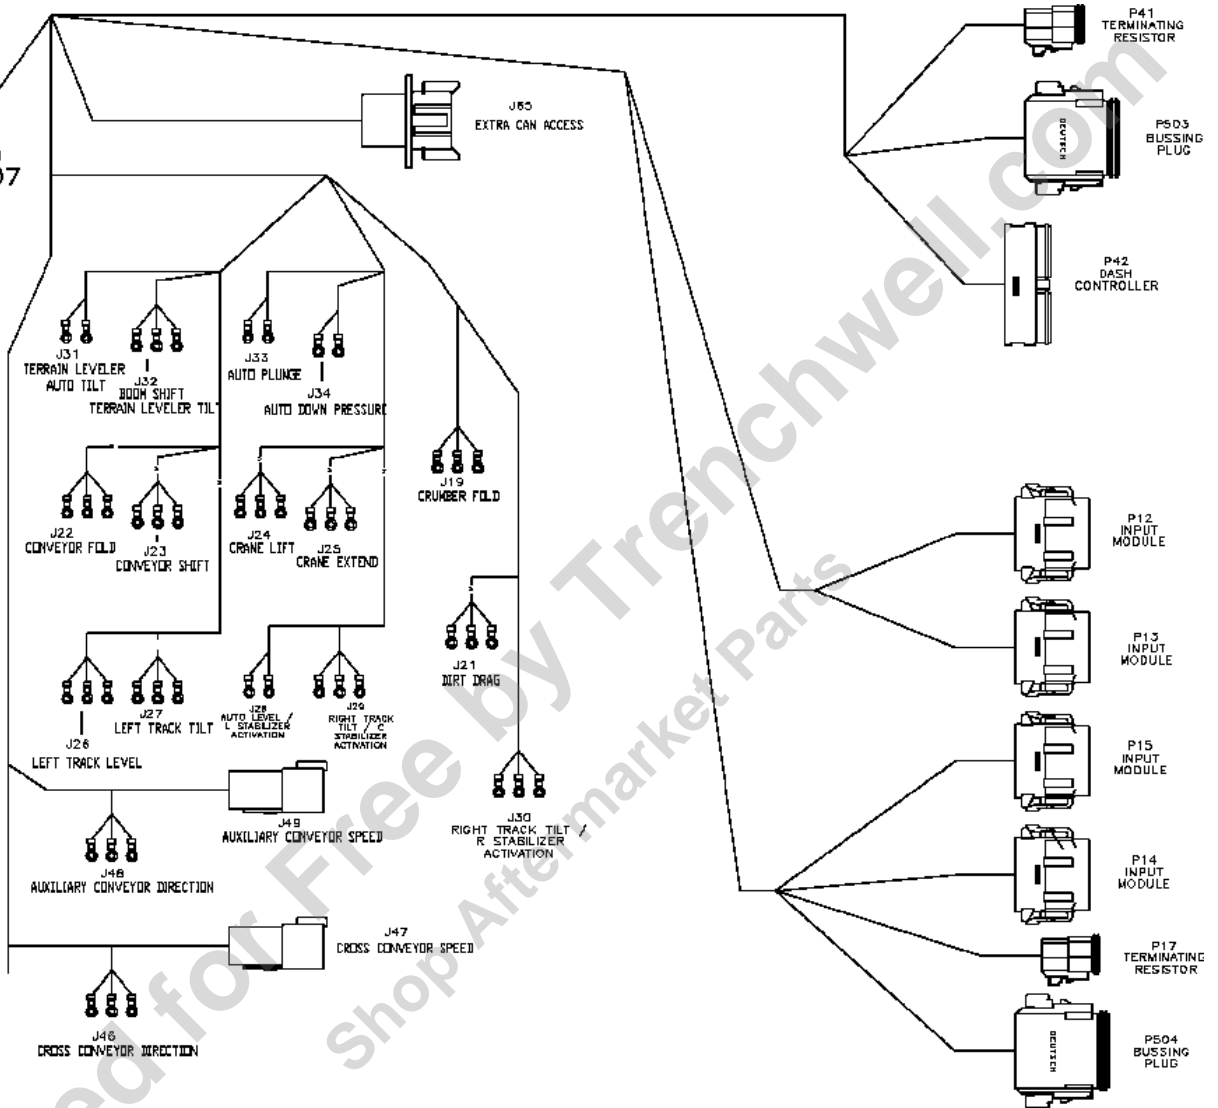 P41
TERMINATING
RESISTOR
J65
EXTRA CAN ACCESS
P503
BUSSING
PLUG
DEUTSCH
07
P42
DASH
CONTROLLER
J31
TERRAIN LEVELER
AUTO TILT
J32
BOOM SHIFT
TERRAIN LEVELER TILT
J33
AUTO PLUNGE
J34
AUTO DOWN PRESSURE
J19
CRUMBER FOLD
J22
CONVEYOR FOLD
J23
CONVEYOR SHIFT
J24
CRANE LIFT
J25
CRANE EXTEND
P12
INPUT
MODULE
P13
INPUT
MODULE
J21
DIRT DRAG
J26
LEFT TRACK LEVEL
J27
LEFT TRACK TILT
J28
AUTO LEVEL /
L STABILIZER
ACTIVATION
J29
RIGHT TRACK
TILT / C
STABILIZER
ACTIVATION
P15
INPUT
MODULE
J49
AUXILIARY CONVEYOR SPEED
J30
RIGHT TRACK TILT /
R STABILIZER
ACTIVATION
J48
AUXILIARY CONVEYOR DIRECTION
P14
INPUT
MODULE
J47
CROSS CONVEYOR SPEED
P17
TERMINATING
RESISTOR
J46
CROSS CONVEYOR DIRECTION
P504
BUSSING
PLUG
DEUTSCH
ed for Free by Trenchwell.com
Shop Aftermarket Parts